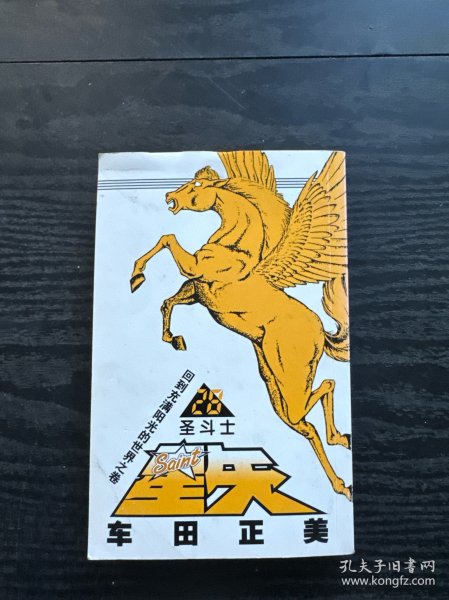 回到充满阳光的世界之卷
28
圣斗士
星矢
Saint
车田正美
孔夫子旧书网
www.kongfz.com